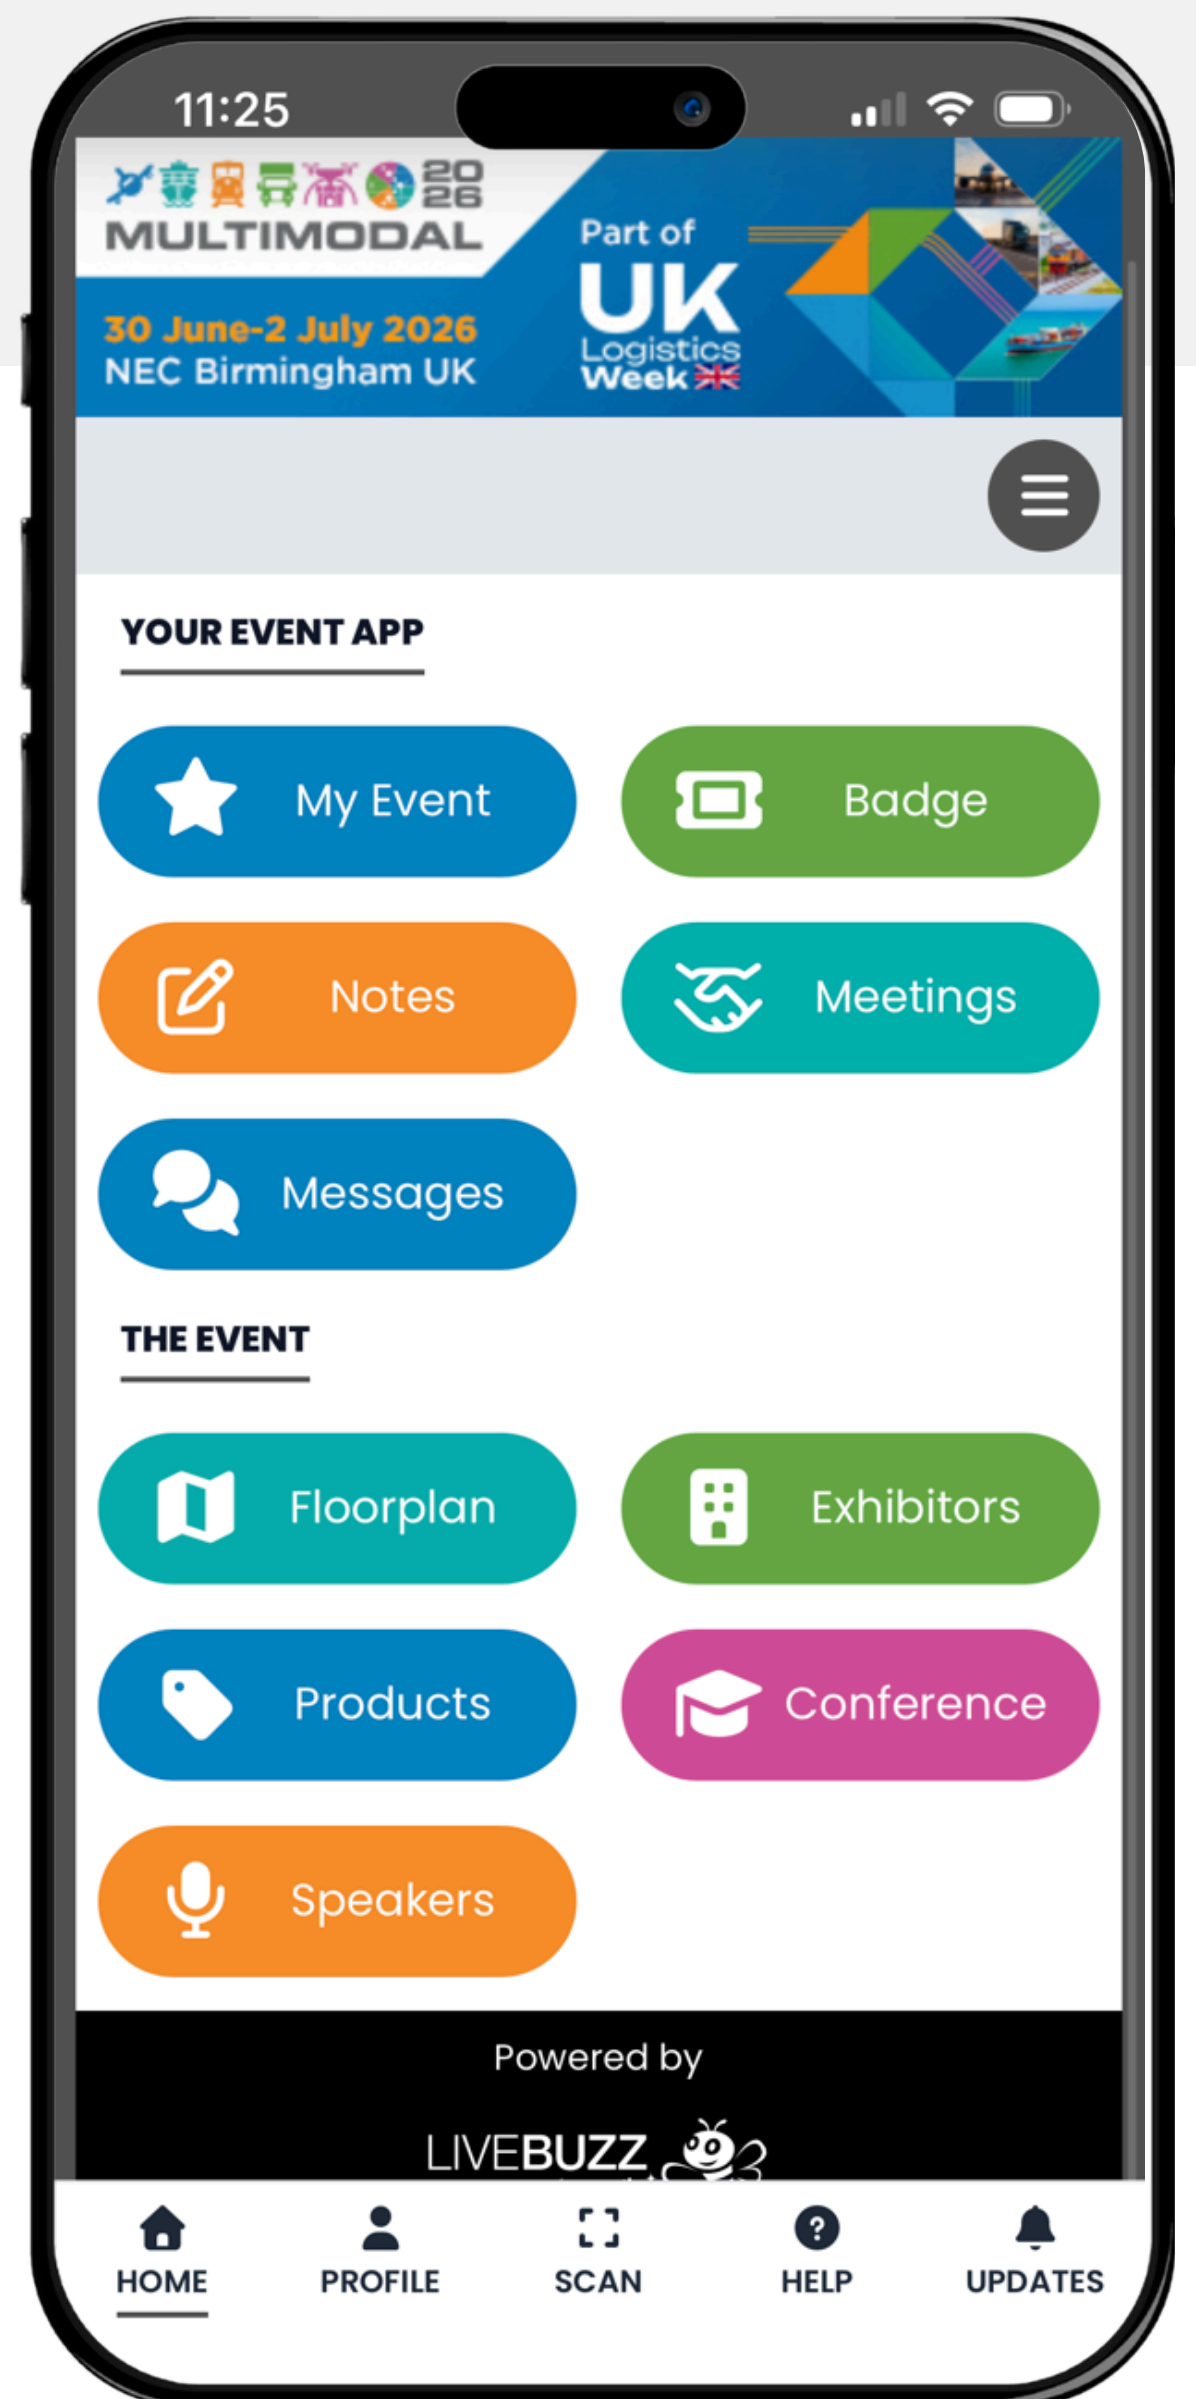 11:25
20
26
MULTIMODAL
30 June-2 July 2026
NEC Birmingham UK
Part of
UK
Logistics
Week
YOUR EVENT APP
My Event
Badge
Notes
Meetings
Messages
THE EVENT
Floorplan
Exhibitors
Products
Conference
Speakers
Powered by
LIVEBUZZ
HOME
PROFILE
SCAN
HELP
UPDATES